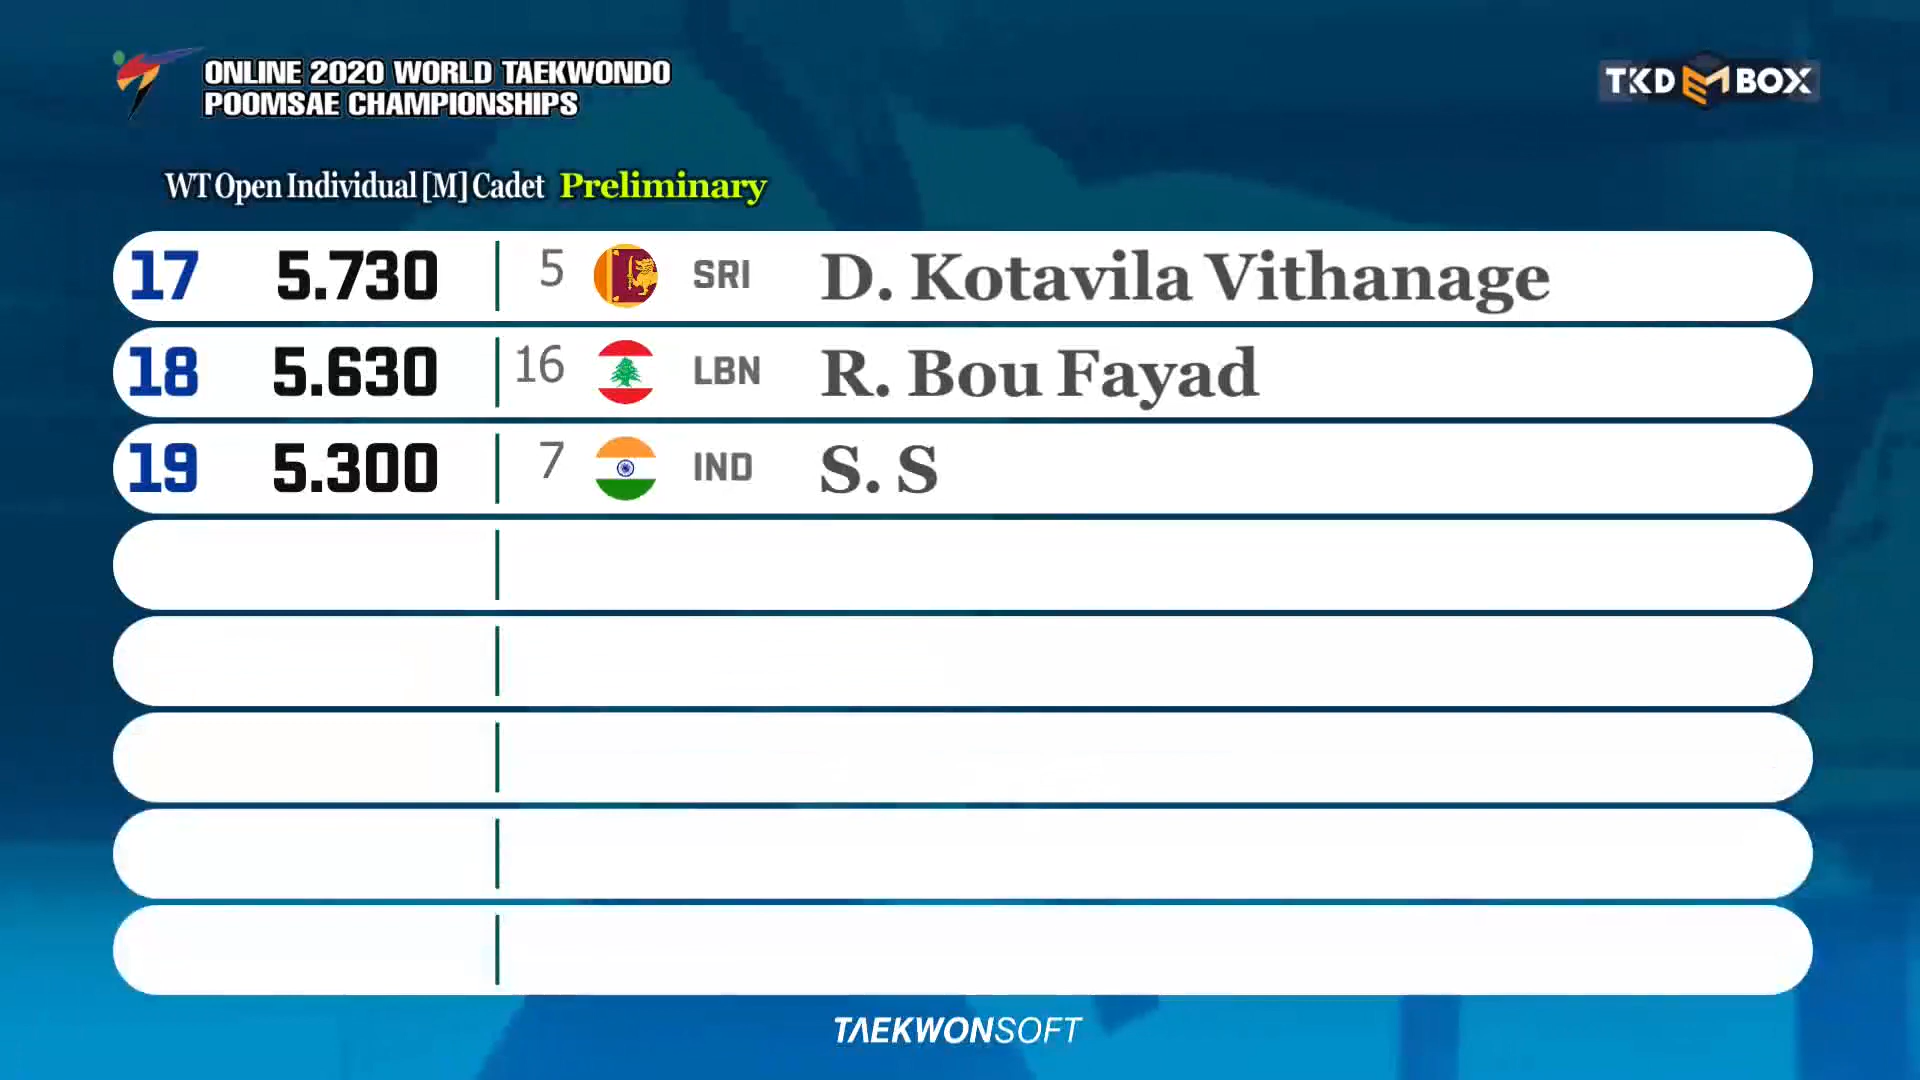 ONLINE 2020 WORLD TAEKWONDO
POOMSAE CHAMPIONSHIPS
TKD BOX
WT Open Individual [M] Cadet Preliminary
17 5.730 5 SRI D. Kotavila Vithanage
18 5.630 16 LBN R. Bou Fayad
19 5.300 7 IND S. S
TAEKWONSOFT